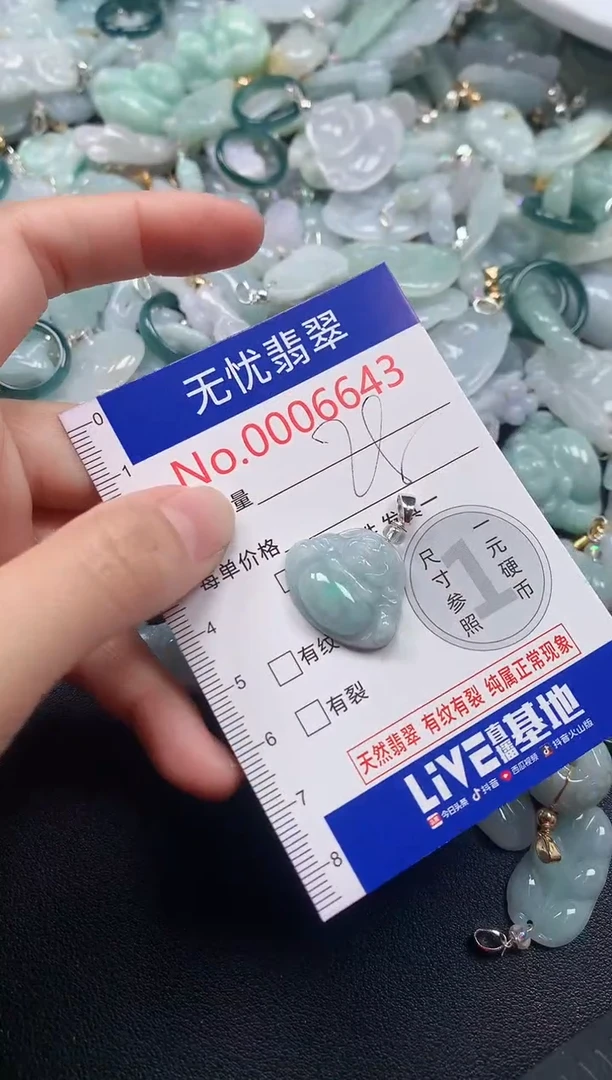 无忧翡翠
No.0006643
量
每单价格
一元硬币
1
尺寸参照
有纹
有裂
天然翡翠 有纹有裂 纯属正常现象
LiVE直播基地
今日头条 抖音 西瓜视频 抖音火山版
0
1
4
5
6
7
8